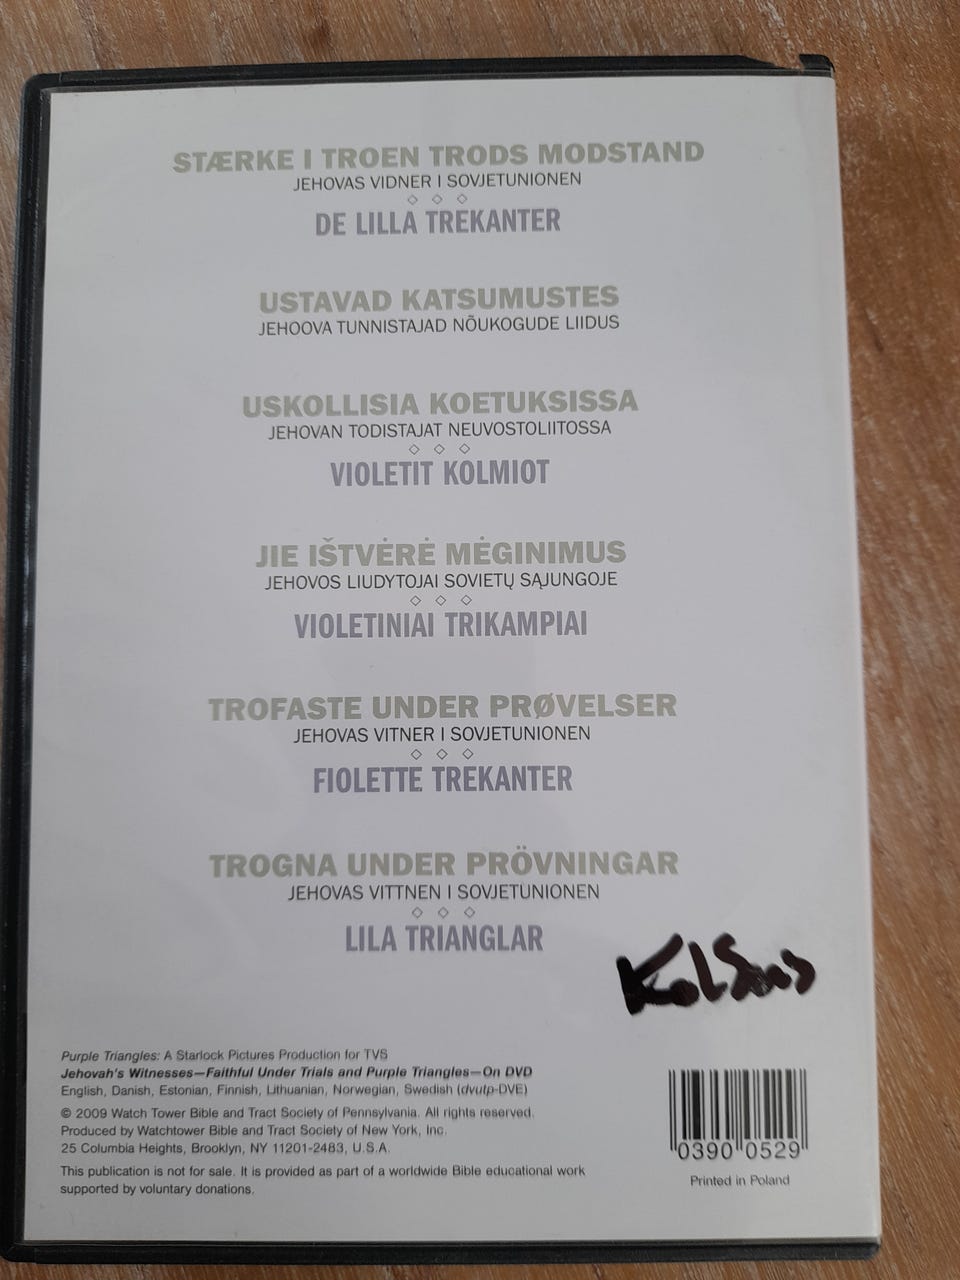 STÆRKE I TROEN TRODS MODSTAND
JEHOVAS VIDNER I SOVJETUNIONEN
◇ ◇ ◇
DE LILLA TREKANTER
USTAVAD KATSUMUSTES
JEHOOVA TUNNISTAJAD NÕUKOGUDE LIIDUS
USKOLLISIA KOETUKSISSA
JEHOVAN TODISTAJAT NEUVOSTOLIITOSSA
◇ ◇ ◇
VIOLETIT KOLMIOT
JIE IŠTVĖRĖ MĖGINIMUS
JEHOVOS LIUDYTOJAI SOVIETŲ SĄJUNGOJE
◇ ◇ ◇
VIOLETINIAI TRIKAMPIAI
TROFASTE UNDER PRØVELSER
JEHOVAS VITNER I SOVJETUNIONEN
◇ ◇ ◇
FIOLETTE TREKANTER
TROGNA UNDER PRÖVNINGAR
JEHOVAS VITTNEN I SOVJETUNIONEN
◇ ◇ ◇
LILA TRIANGLAR
Purple Triangles: A Starlock Pictures Production for TVS
Jehovah's Witnesses—Faithful Under Trials and Purple Triangles—On DVD
English, Danish, Estonian, Finnish, Lithuanian, Norwegian, Swedish (dvutp-DVE)
© 2009 Watch Tower Bible and Tract Society of Pennsylvania. All rights reserved.
Produced by Watchtower Bible and Tract Society of New York, Inc.
25 Columbia Heights, Brooklyn, NY 11201-2483, U.S.A.
This publication is not for sale. It is provided as part of a worldwide Bible educational work
supported by voluntary donations.
0390 0529
Printed in Poland